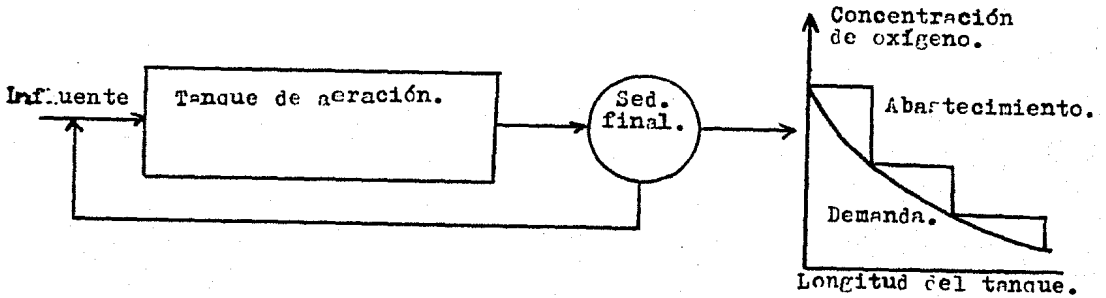 Concentración
de oxígeno.
Influente
Tanque de aeración.
Sed.
final.
Abastecimiento.
Demanda.
Longitud del tanque.